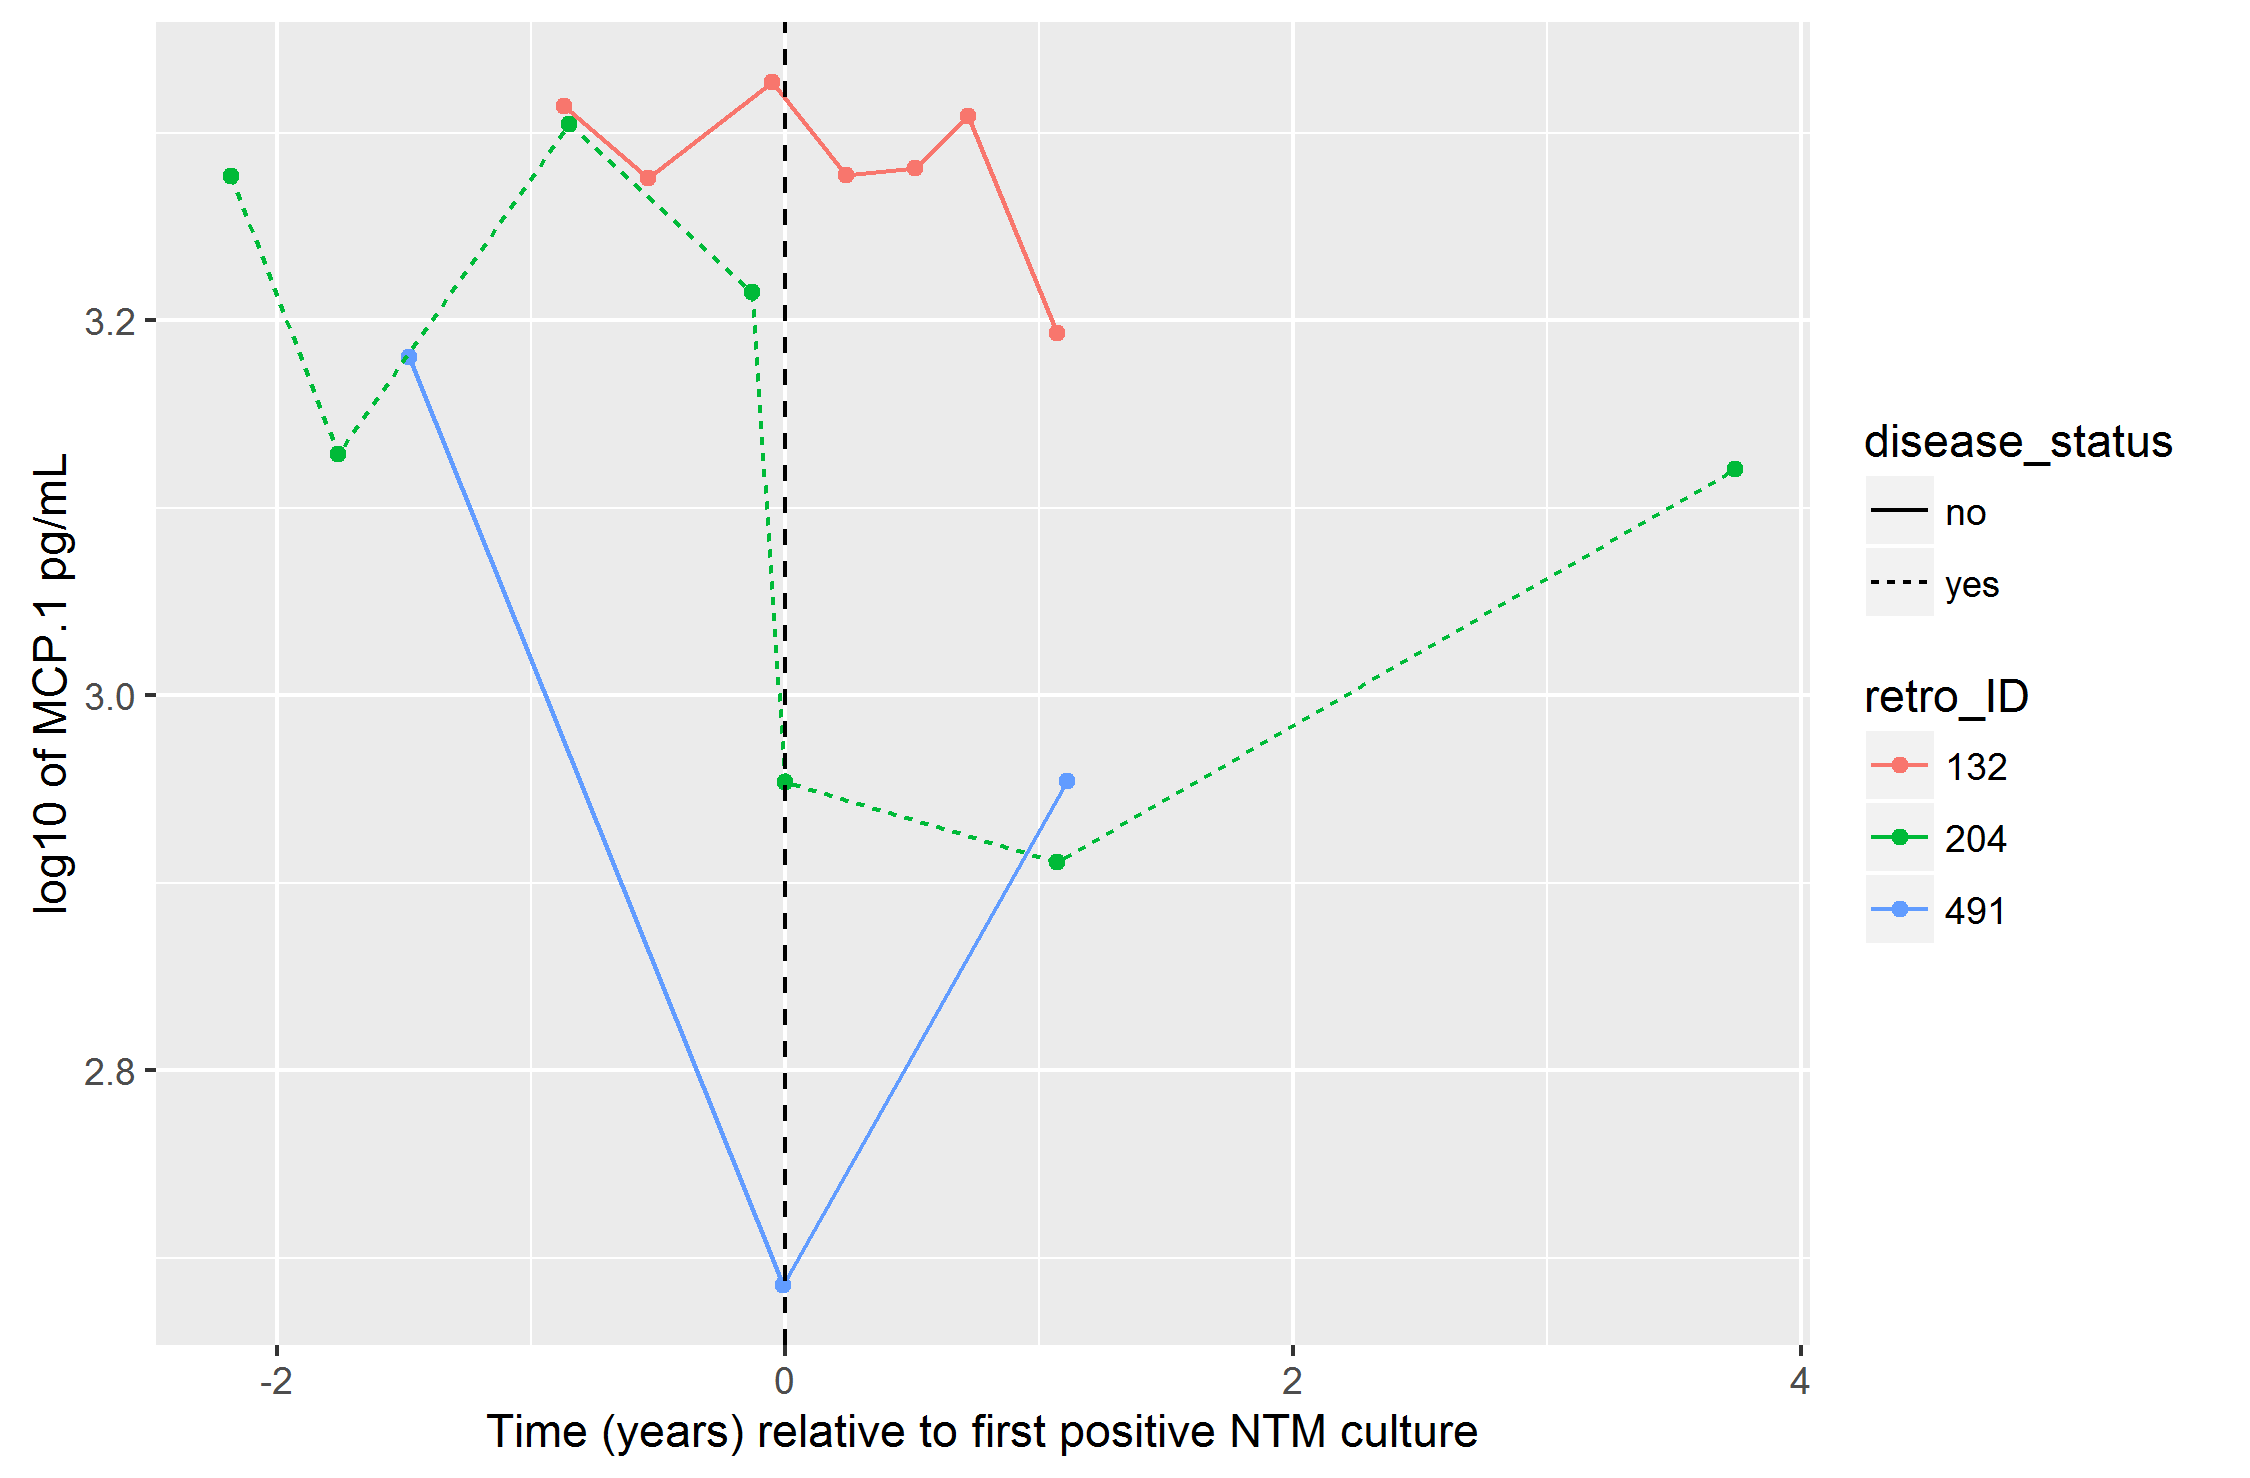 log10 of MCP.1 pg/mL
3.2
3.0
2.8
-2
0
2
4
Time (years) relative to first positive NTM culture
disease_status
no
yes
retro_ID
132
204
491